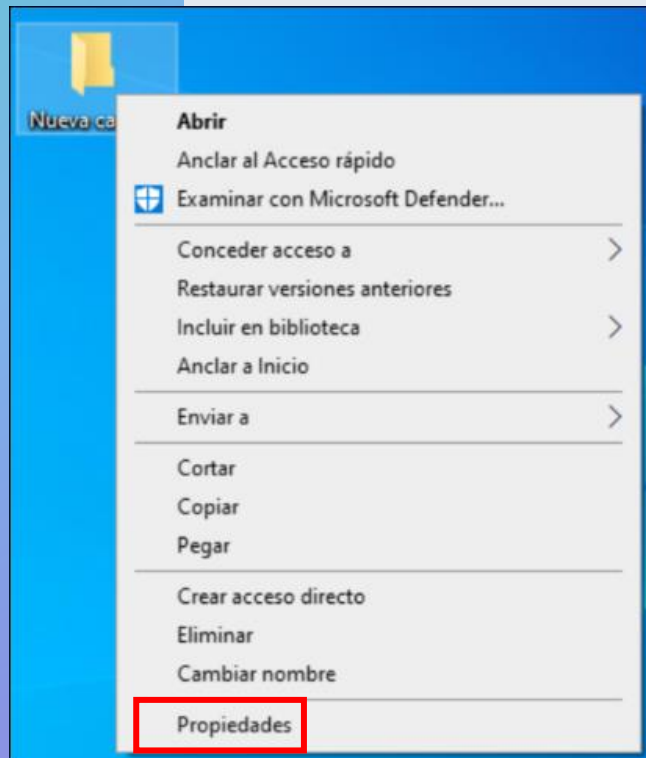 Nueva ca
Abrir
Anclar al Acceso rápido
Examinar con Microsoft Defender...
Conceder acceso a
Restaurar versiones anteriores
Incluir en biblioteca
Anclar a Inicio
Enviar a
Cortar
Copiar
Pegar
Crear acceso directo
Eliminar
Cambiar nombre
Propiedades